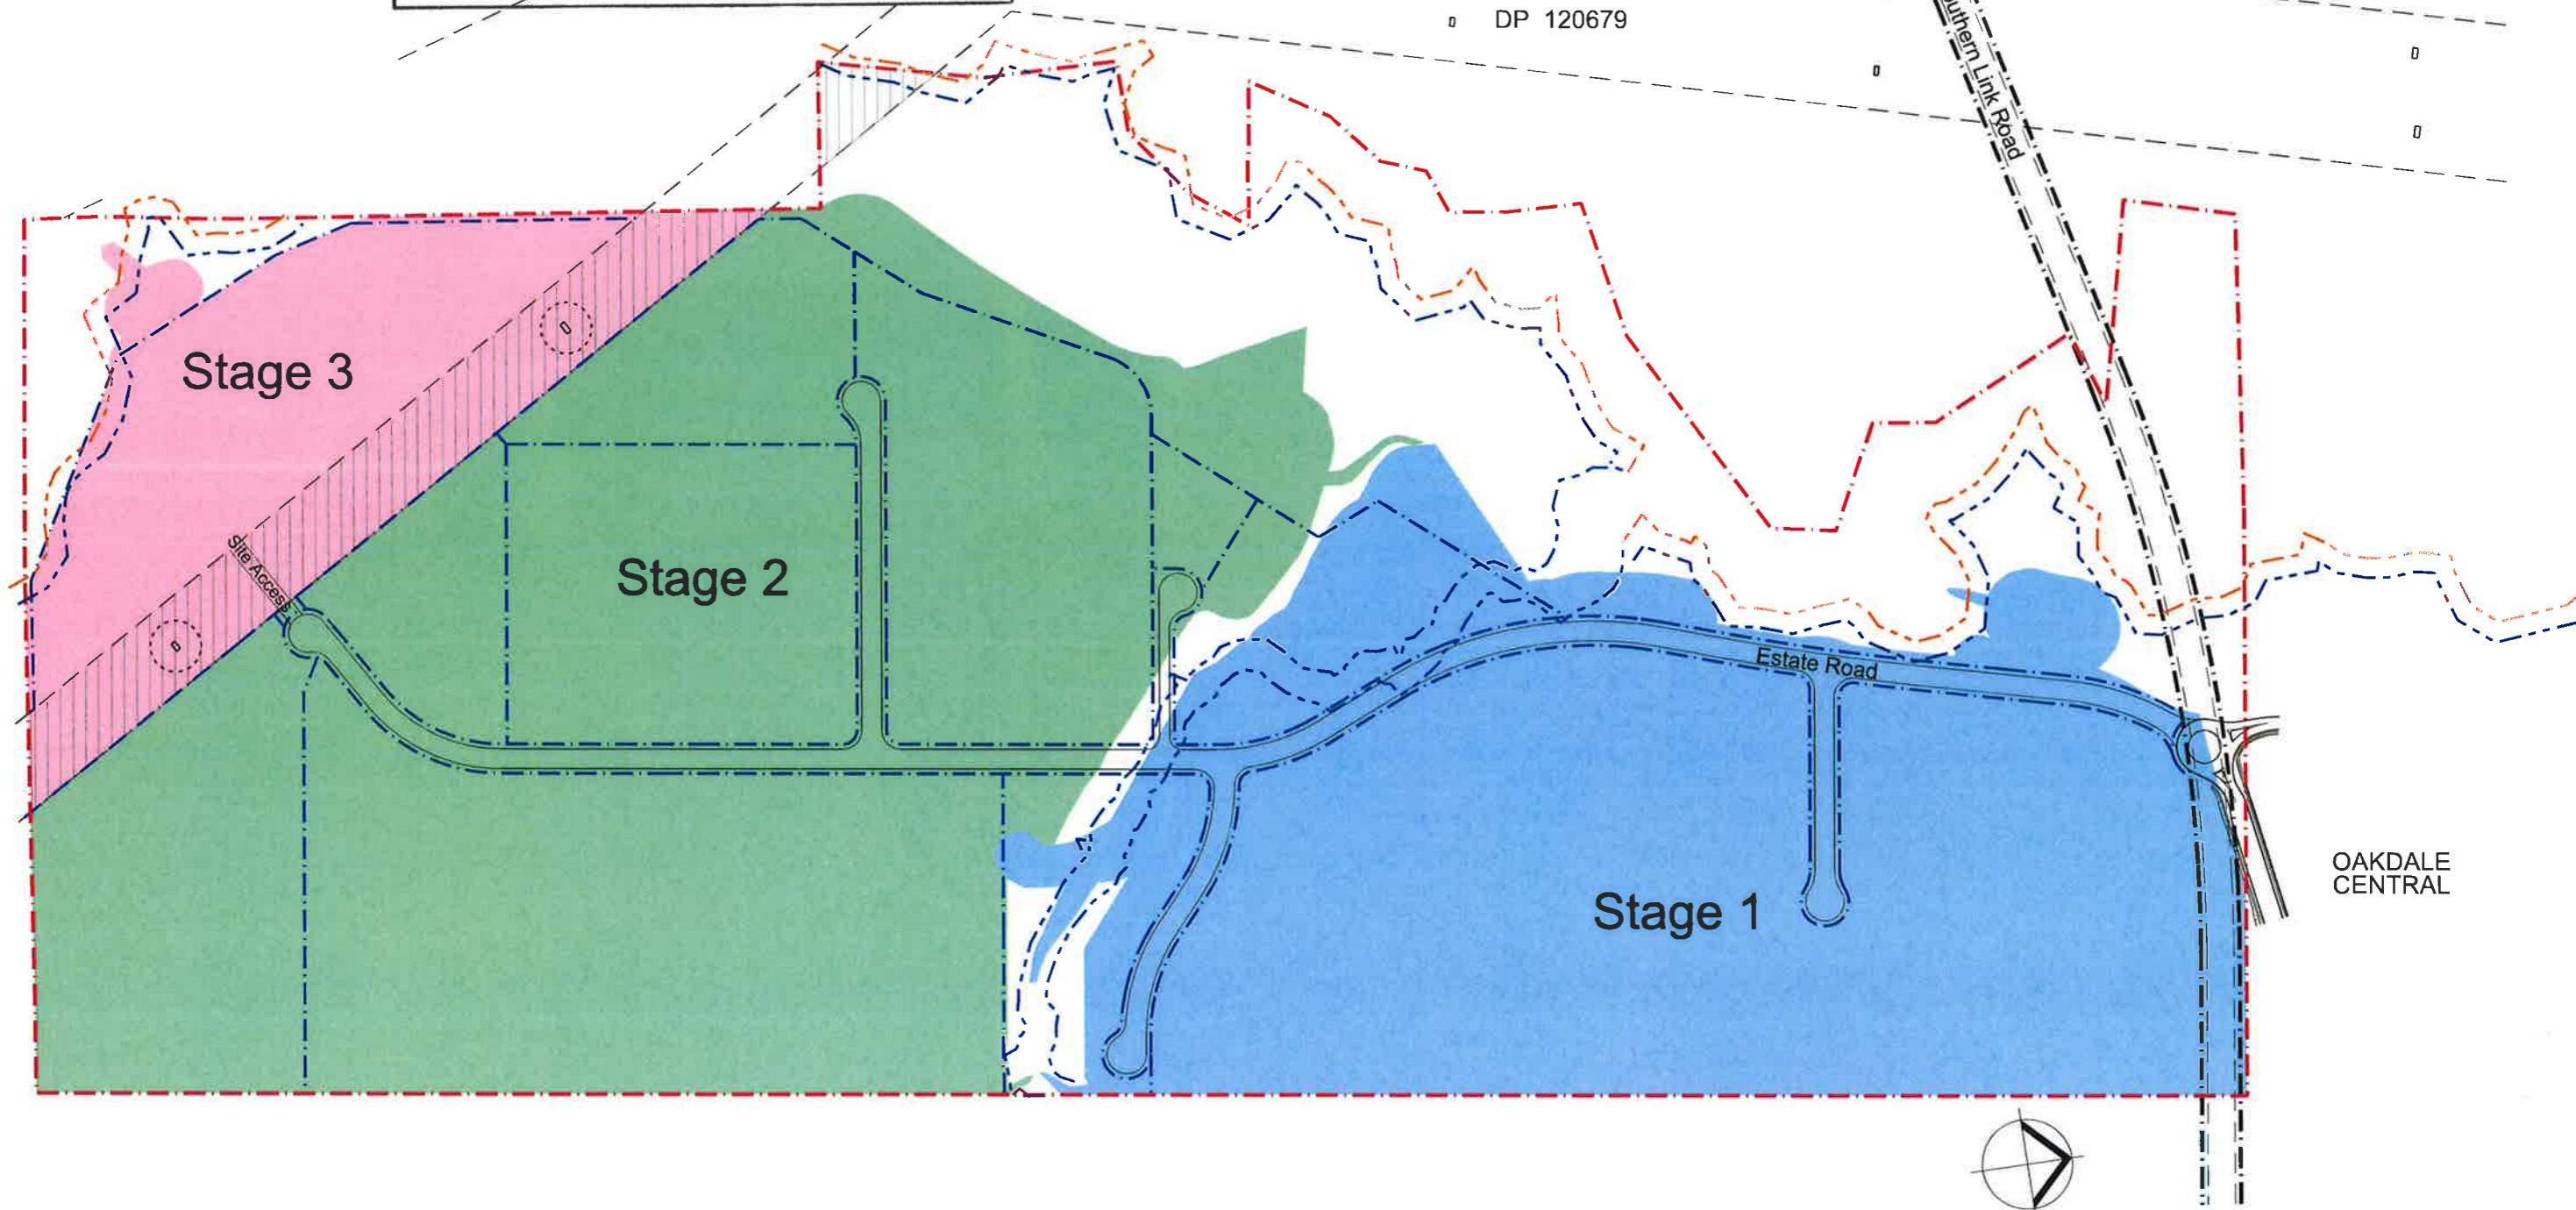 DP 120679
uthern Link Road
Stage 3
Site Access
Stage 2
Estate Road
Stage 1
OAKDALE
CENTRAL